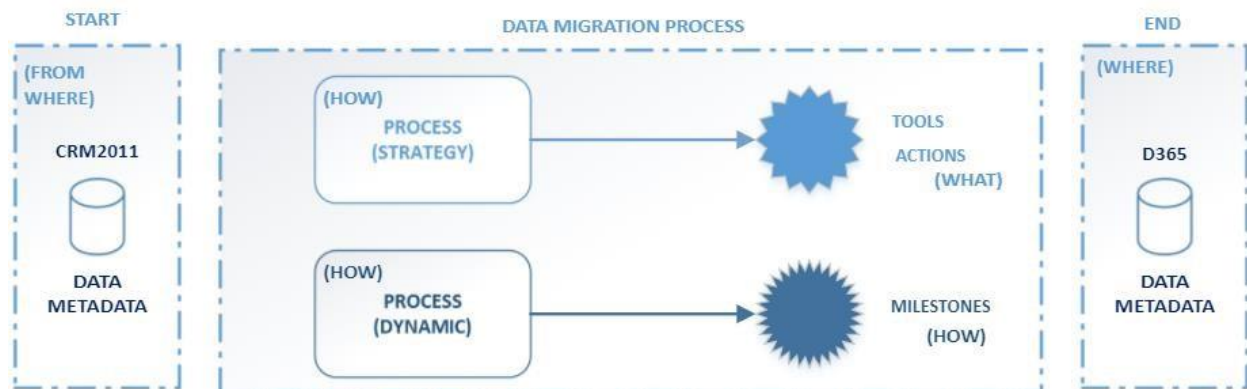 START
DATA MIGRATION PROCESS
END
(FROM
WHERE)
CRM2011
DATA
METADATA
(HOW)
PROCESS
(STRATEGY)
TOOLS
ACTIONS
(WHAT)
(HOW)
PROCESS
(DYNAMIC)
MILESTONES
(HOW)
(WHERE)
D365
DATA
METADATA